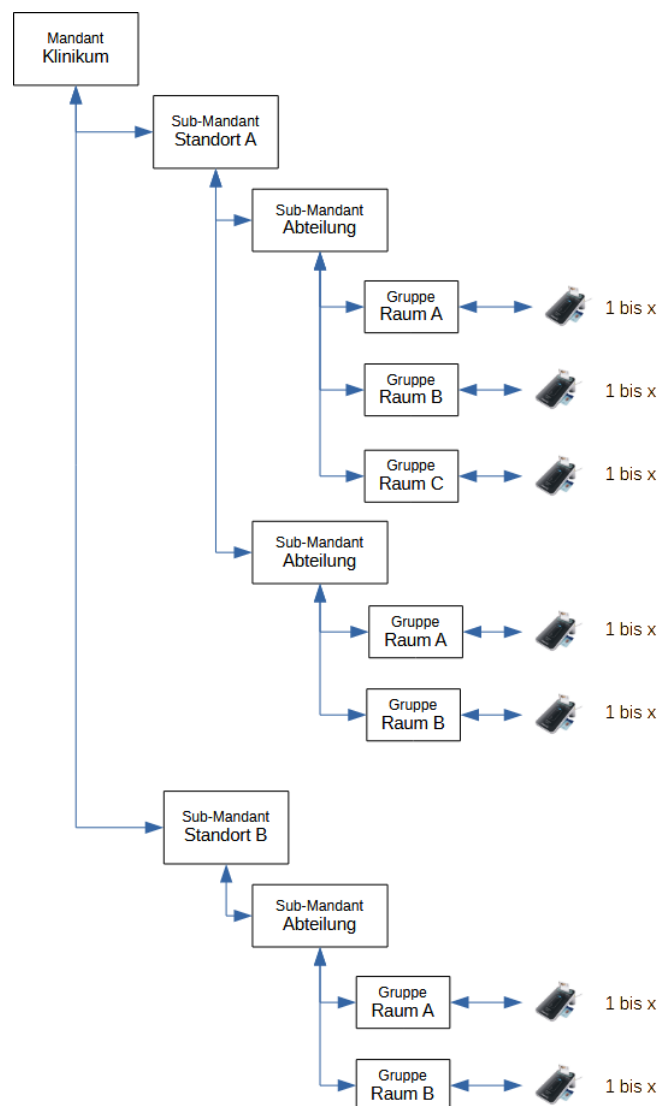 Mandant
Klinikum
Sub-Mandant
Standort A
Sub-Mandant
Abteilung
Gruppe
Raum A
1 bis x
Gruppe
Raum B
1 bis x
Gruppe
Raum C
1 bis x
Sub-Mandant
Abteilung
Gruppe
Raum A
1 bis x
Gruppe
Raum B
1 bis x
Sub-Mandant
Standort B
Sub-Mandant
Abteilung
Gruppe
Raum A
1 bis x
Gruppe
Raum B
1 bis x